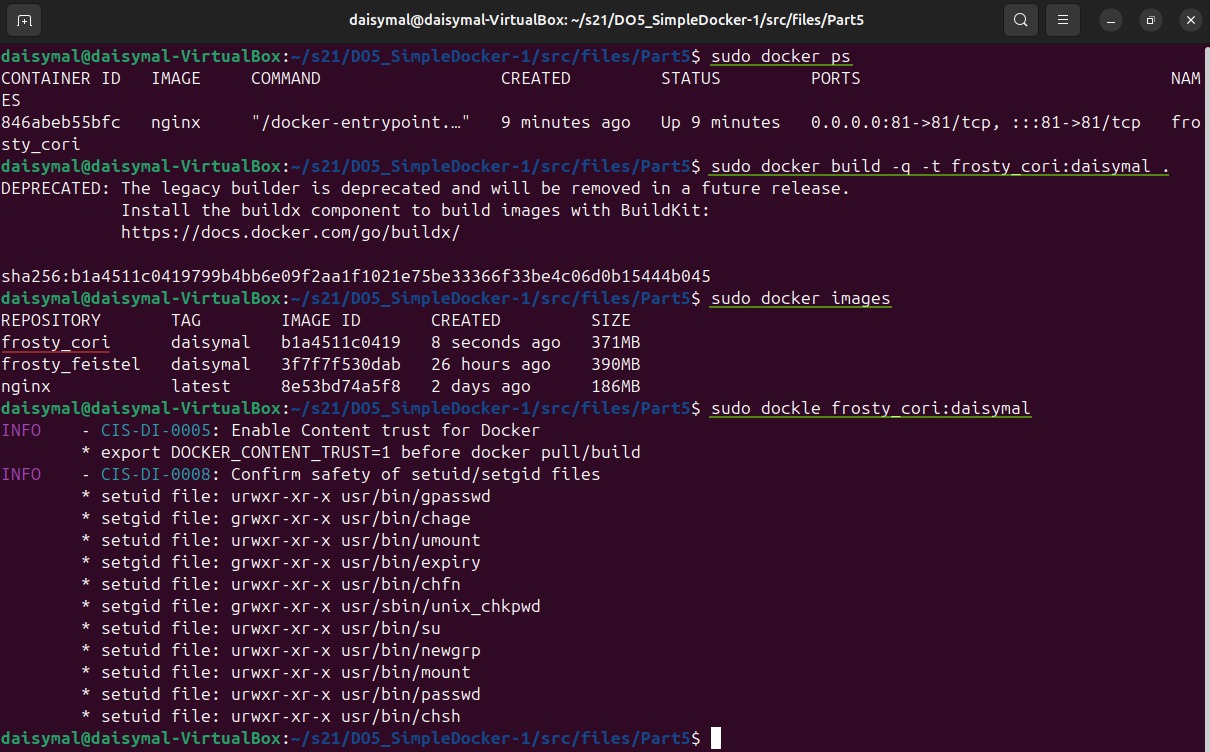 daisymal@daisymal-VirtualBox: ~/s21/DO5_SimpleDocker-1/src/files/Part5
daisymal@daisymal-VirtualBox:~/s21/DO5_SimpleDocker-1/src/files/Part5$ sudo docker ps
CONTAINER ID   IMAGE     COMMAND                  CREATED         STATUS         PORTS                               NAM
ES
846abeb55bfc   nginx     "/docker-entrypoint.…"   9 minutes ago   Up 9 minutes   0.0.0.0:81->81/tcp, :::81->81/tcp   fro
sty_cori
daisymal@daisymal-VirtualBox:~/s21/DO5_SimpleDocker-1/src/files/Part5$ sudo docker build -q -t frosty_cori:daisymal .
DEPRECATED: The legacy builder is deprecated and will be removed in a future release.
            Install the buildx component to build images with BuildKit:
            https://docs.docker.com/go/buildx/
sha256:b1a4511c0419799b4bb6e09f2aa1f1021e75be33366f33be4c06d0b15444b045
daisymal@daisymal-VirtualBox:~/s21/DO5_SimpleDocker-1/src/files/Part5$ sudo docker images
REPOSITORY       TAG        IMAGE ID       CREATED         SIZE
frosty_cori      daisymal   b1a4511c0419   8 seconds ago   371MB
frosty_feistel   daisymal   3f7f7f530dab   26 hours ago    390MB
nginx            latest     8e53bd74a5f8   2 days ago      186MB
daisymal@daisymal-VirtualBox:~/s21/DO5_SimpleDocker-1/src/files/Part5$ sudo dockle frosty_cori:daisymal
INFO    - CIS-DI-0005: Enable Content trust for Docker
        * export DOCKER_CONTENT_TRUST=1 before docker pull/build
INFO    - CIS-DI-0008: Confirm safety of setuid/setgid files
        * setuid file: urwxr-xr-x usr/bin/gpasswd
        * setgid file: grwxr-xr-x usr/bin/chage
        * setuid file: urwxr-xr-x usr/bin/umount
        * setgid file: grwxr-xr-x usr/bin/expiry
        * setuid file: urwxr-xr-x usr/bin/chfn
        * setgid file: grwxr-xr-x usr/sbin/unix_chkpwd
        * setuid file: urwxr-xr-x usr/bin/su
        * setuid file: urwxr-xr-x usr/bin/newgrp
        * setuid file: urwxr-xr-x usr/bin/mount
        * setuid file: urwxr-xr-x usr/bin/passwd
        * setuid file: urwxr-xr-x usr/bin/chsh
daisymal@daisymal-VirtualBox:~/s21/DO5_SimpleDocker-1/src/files/Part5$